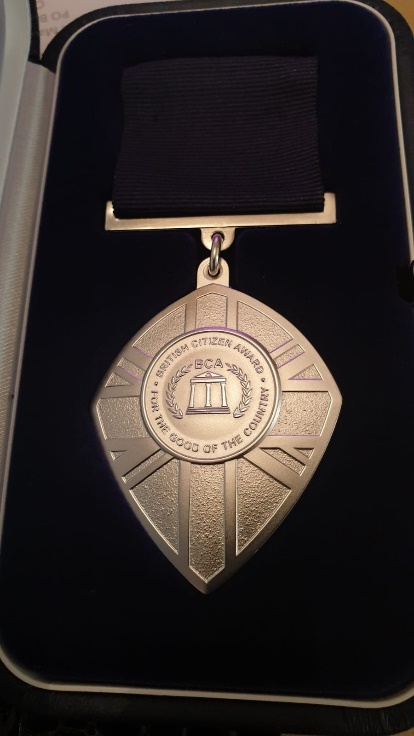 • BRITISH CITIZEN AWARD •
BCA
FOR THE GOOD OF THE COUNTRY